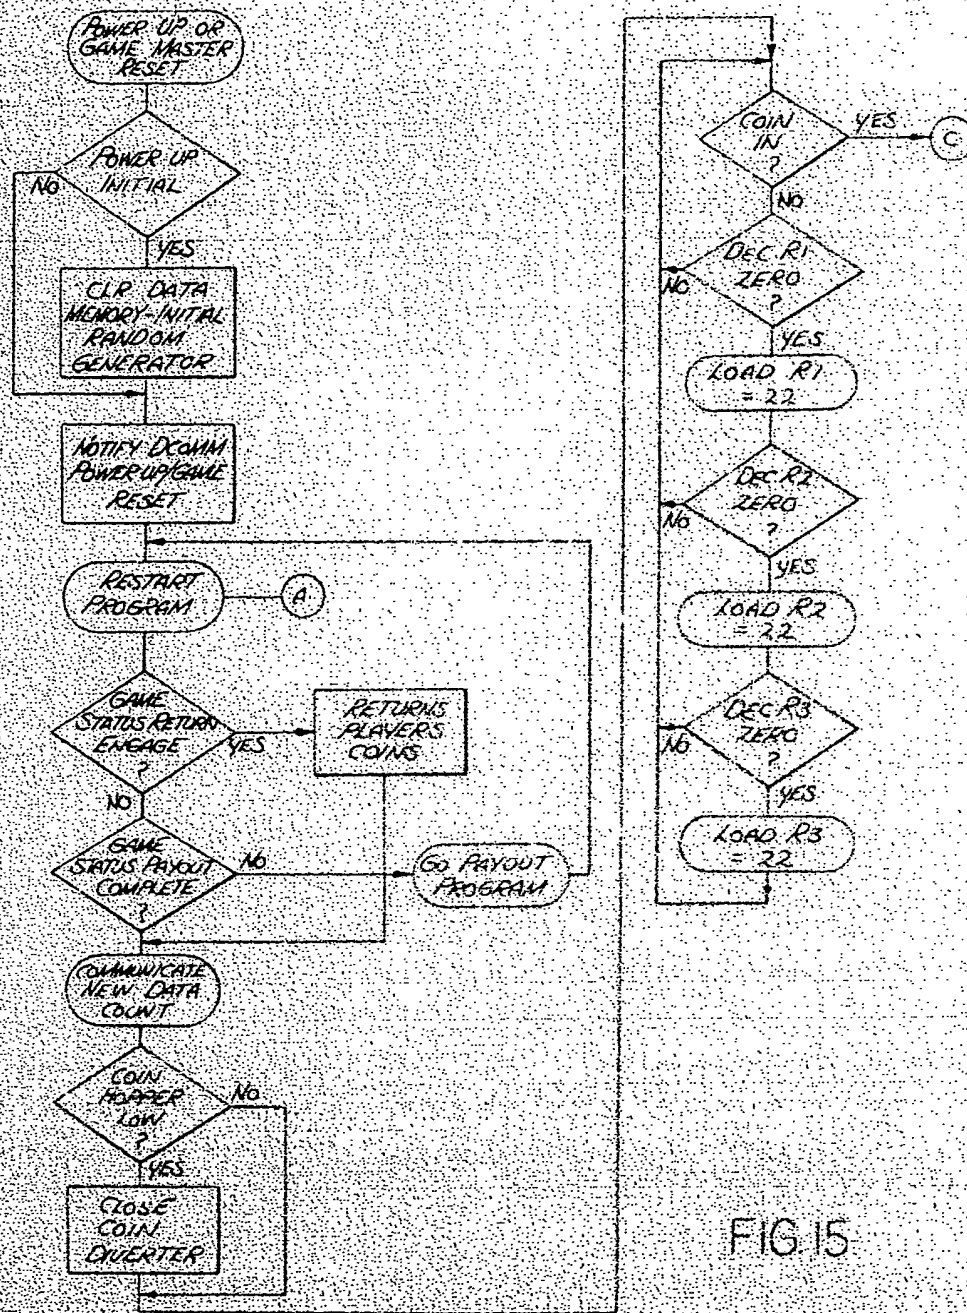 POWER UP OR
GAME MASTER
RESET
POWER UP
INITIAL
NO
YES
CLR DATA
MEMORY-INITIAL
RANDOM
GENERATOR
NOTIFY DCOMM
POWER UP/GAME
RESET
RESTART
PROGRAM
A.
GAME
STATUS RETURN
ENGAGE
?
YES
NO
RETURNS
PLAYERS
COINS
GAME
STATUS PAYOUT
COMPLETE
?
NO
GO PAYOUT
PROGRAM
COMMUNICATE
NEW DATA
COUNT
COIN
HOPPER
LOW
?
NO
YES
CLOSE
COIN
DIVERTER
COIN
IN
?
YES
C
NO
DEC R1
ZERO
?
NO
YES
LOAD R1
= 22
DEC R2
ZERO
?
NO
YES
LOAD R2
= 22
DEC R3
ZERO
?
NO
YES
LOAD R3
= 22
FIG. 15